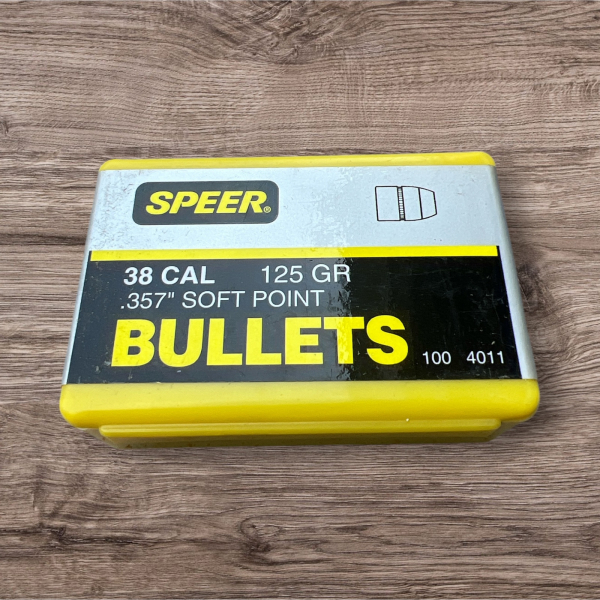 SPEER®
38 CAL 125 GR
.357" SOFT POINT
BULLETS 100 4011